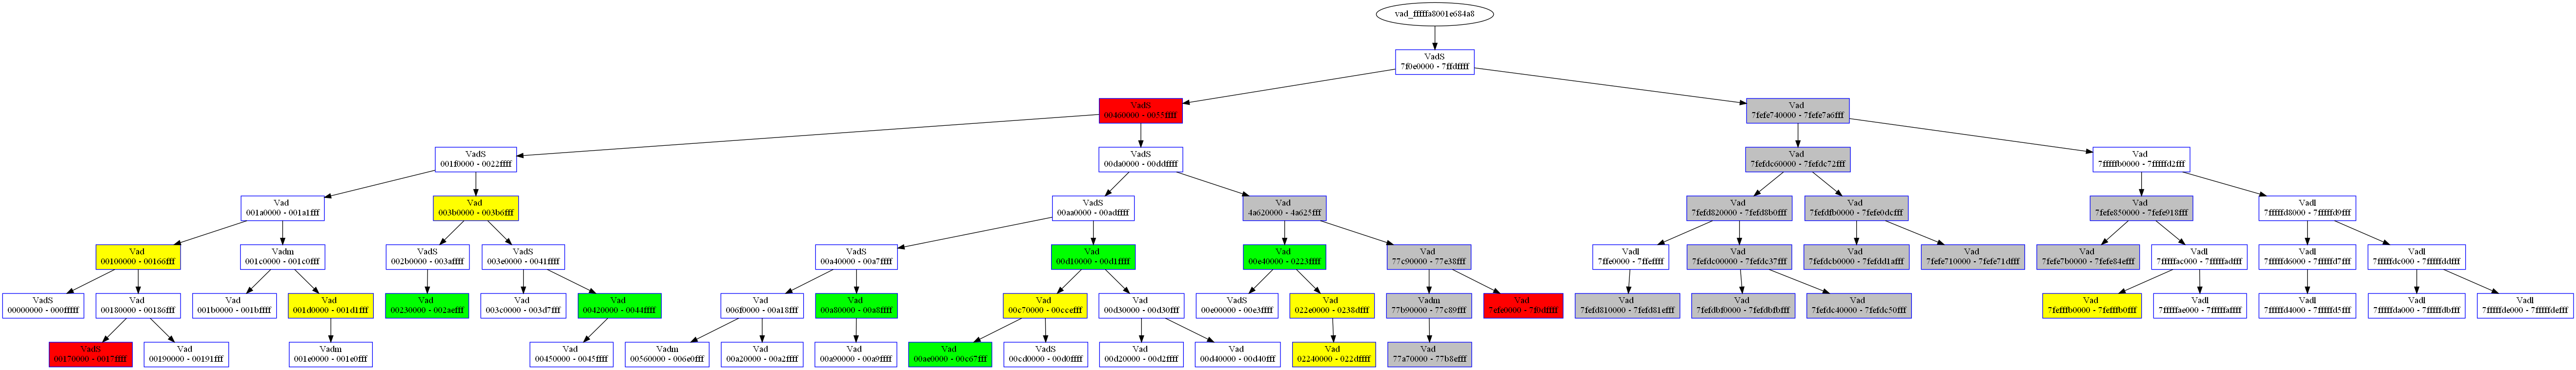 vad_fffffa8001e684a8
VadS
7f0e0000 - 7ffdffff
VadS
00460000 - 0055ffff
Vad
7fefe740000 - 7fefe7a6fff
VadS
001f0000 - 0022ffff
VadS
00da0000 - 00ddffff
Vad
7fefdc60000 - 7fefdc72fff
Vad
7fffffb0000 - 7fffffd2fff
Vad
001a0000 - 001a1fff
Vad
003b0000 - 003b6fff
VadS
00aa0000 - 00adffff
Vad
4a620000 - 4a625fff
Vad
7fefd820000 - 7fefd8b0fff
Vad
7fefdfb0000 - 7fefe0dcfff
Vad
7fefe850000 - 7fefe918fff
Vadl
7fffffd8000 - 7fffffd9fff
Vad
00100000 - 00166fff
Vadm
001c0000 - 001c0fff
VadS
002b0000 - 003affff
VadS
003e0000 - 0041ffff
VadS
00a40000 - 00a7ffff
Vad
00d10000 - 00d1ffff
Vad
00e40000 - 0223ffff
Vad
77c90000 - 77e38fff
Vadl
7ffe0000 - 7ffeffff
Vad
7fefdc00000 - 7fefdc37fff
Vad
7fefdcb0000 - 7fefdd1afff
Vad
7fefe710000 - 7fefe71dfff
Vad
7fefe7b0000 - 7fefe84efff
Vadl
7fffffac000 - 7fffffadfff
Vadl
7fffffd6000 - 7fffffd7fff
Vadl
7fffffdc000 - 7fffffddfff
VadS
00000000 - 000fffff
Vad
00180000 - 00186fff
Vad
001b0000 - 001bffff
Vad
001d0000 - 001d1fff
Vad
00230000 - 002aefff
Vad
003c0000 - 003d7fff
Vad
00420000 - 0044ffff
Vad
006f0000 - 00a18fff
Vad
00a80000 - 00a8ffff
Vad
00c70000 - 00ccefff
Vad
00d30000 - 00d30fff
VadS
00e00000 - 00e3ffff
Vad
022e0000 - 0238dfff
Vadm
77b90000 - 77c89fff
Vad
7efe0000 - 7f0dffff
Vad
7fefd810000 - 7fefd81efff
Vad
7fefdbf0000 - 7fefdbfbfff
Vad
7fefdc40000 - 7fefdc50fff
Vad
7fefffb0000 - 7fefffb0fff
Vadl
7fffffae000 - 7fffffaffff
Vadl
7fffffd4000 - 7fffffd5fff
Vadl
7fffffda000 - 7fffffdbfff
Vadl
7fffffde000 - 7fffffdefff
VadS
00170000 - 0017ffff
Vad
00190000 - 00191fff
Vadm
001e0000 - 001e0fff
Vad
00450000 - 0045ffff
Vadm
00560000 - 006e0fff
Vad
00a20000 - 00a2ffff
Vad
00a90000 - 00a9ffff
Vad
00ae0000 - 00c67fff
VadS
00cd0000 - 00d0ffff
Vad
00d20000 - 00d2ffff
Vad
00d40000 - 00d40fff
Vad
02240000 - 022dffff
Vad
77a70000 - 77b8efff